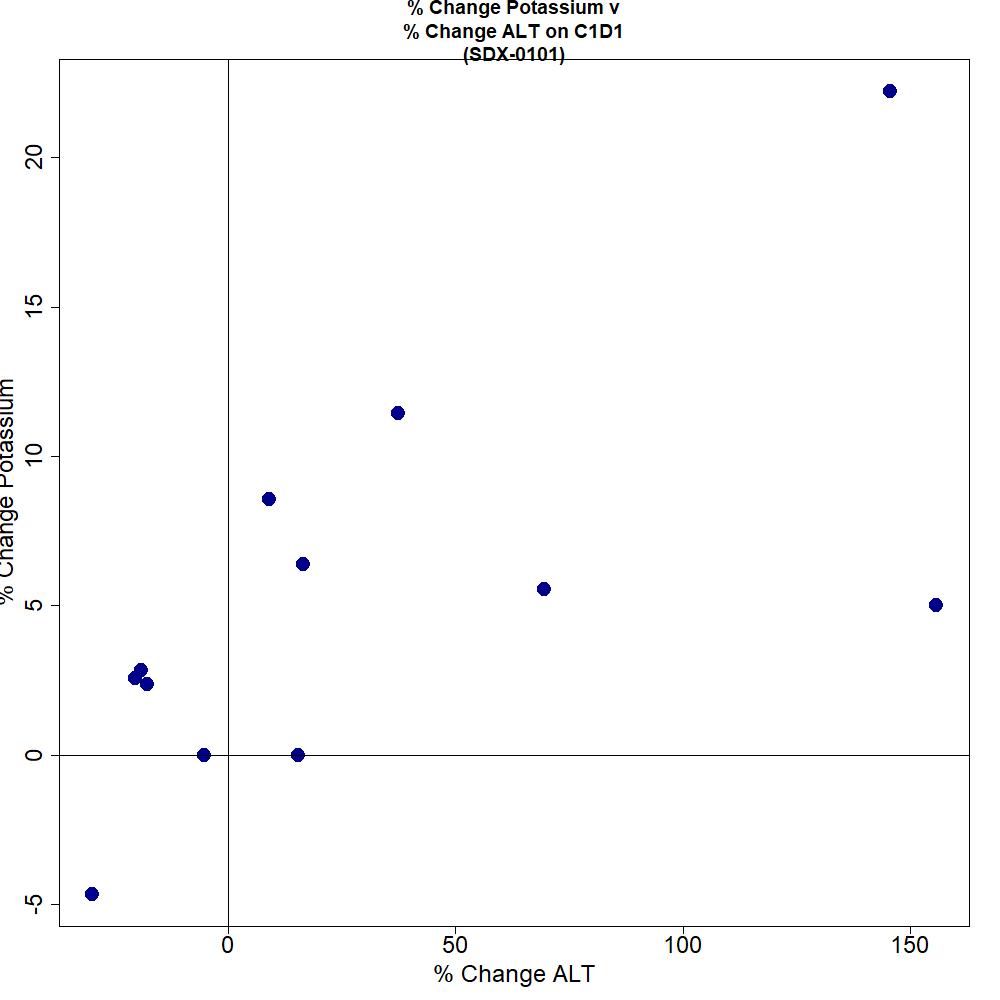 % Change Potassium v
% Change ALT on C1D1
(SDX-0101)
% Change Potassium
20
15
10
5
0
-5
0
50
100
150
% Change ALT